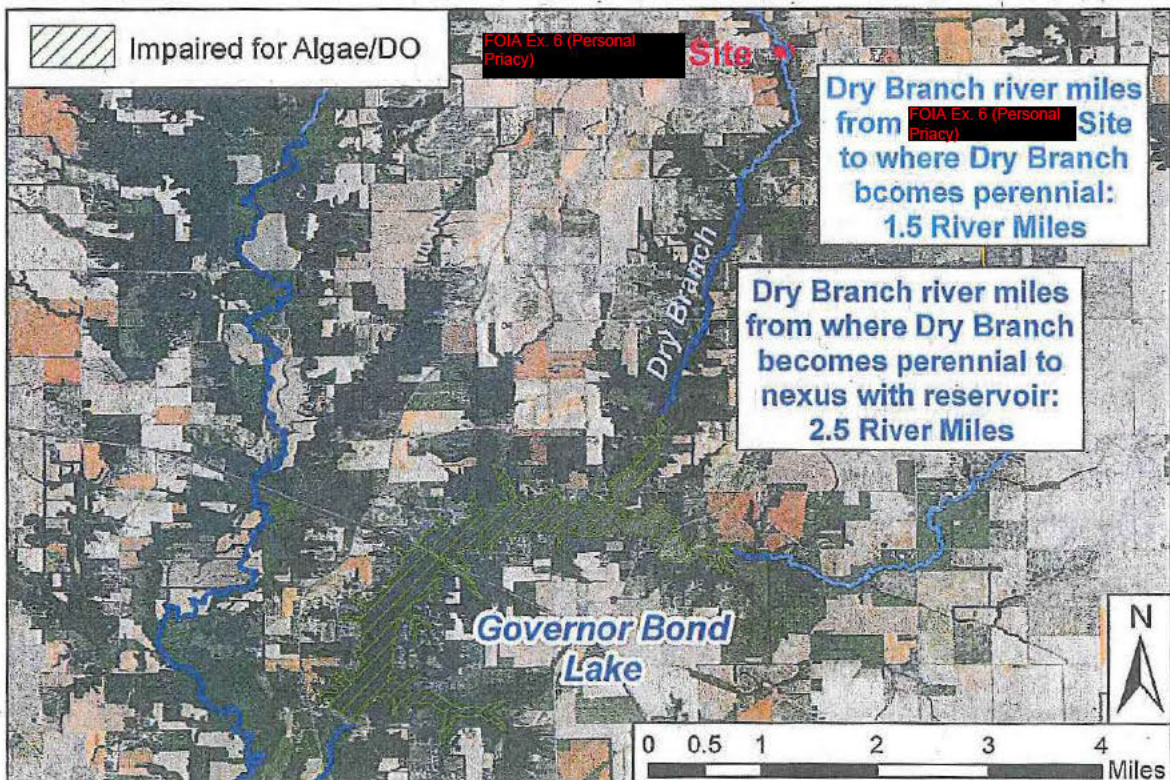 Impaired for Algae/DO
FOIA Ex. 6 (Personal
Priacy)
Site
Dry Branch river miles
from FOIA Ex. 6 (Personal
Priacy) Site
to where Dry Branch
bcomes perennial:
1.5 River Miles
Dry Branch
Dry Branch river miles
from where Dry Branch
becomes perennial to
nexus with reservoir:
2.5 River Miles
Governor Bond
Lake
N
0 0.5 1 2 3 4
Miles